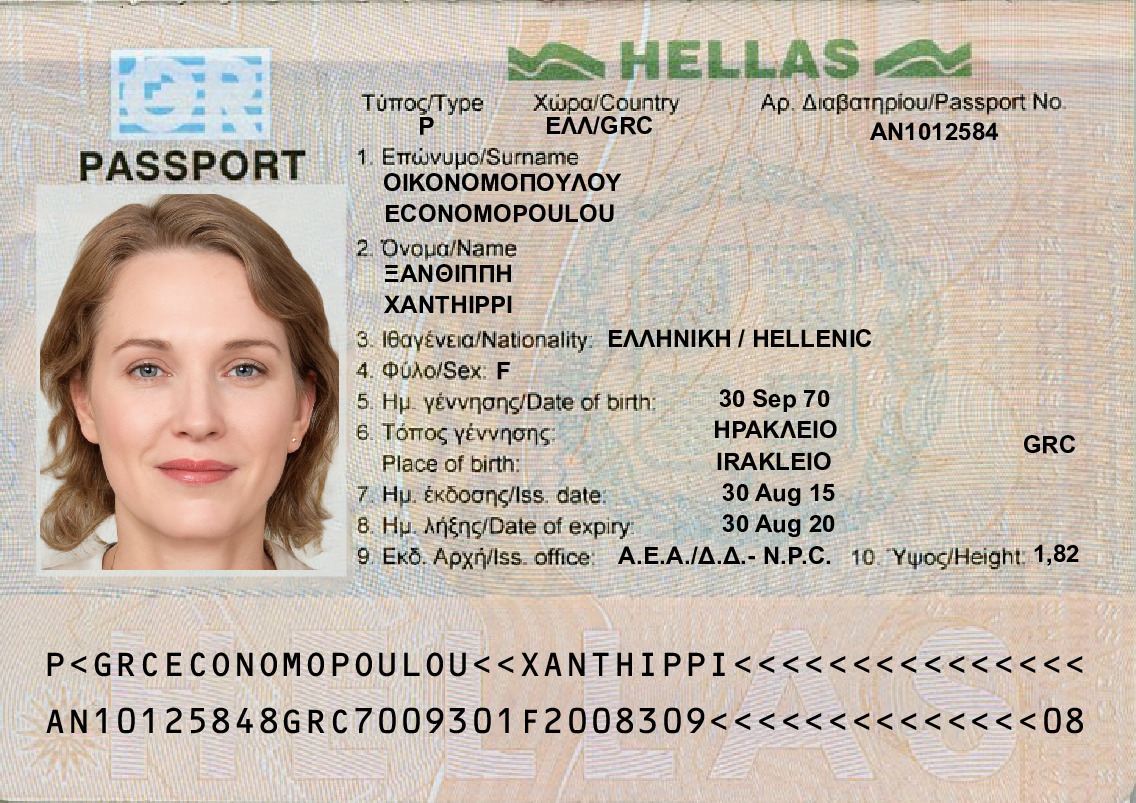 GR
HELLAS
PASSPORT
Τύπος/Type Χώρα/Country Αρ. Διαβατηρίου/Passport No.
P ΕΛΛ/GRC AN1012584
1. Επώνυμο/Surname
ΟΙΚΟΝΟΜΟΠΟΥΛΟΥ
ECONOMOPOULOU
2. Όνομα/Name
ΞΑΝΘΙΠΠΗ
XANTHIPPI
3. Ιθαγένεια/Nationality: ΕΛΛΗΝΙΚΗ / HELLENIC
4. Φύλο/Sex: F
5. Ημ. γέννησης/Date of birth: 30 Sep 70
6. Τόπος γέννησης: ΗΡΑΚΛΕΙΟ
Place of birth: IRAKLEIO GRC
7. Ημ. έκδοσης/Iss. date: 30 Aug 15
8. Ημ. λήξης/Date of expiry: 30 Aug 20
9. Εκδ. Αρχή/Iss. office: Α.Ε.Α./Δ.Δ.- N.P.C. 10. Ύψος/Height: 1,82
HELLAS
P<GRCECONOMOPOULOU<<XANTHIPPI<<<<<<<<<<<<<<<
AN10125848GRC7009301F2008309<<<<<<<<<<<<<<08